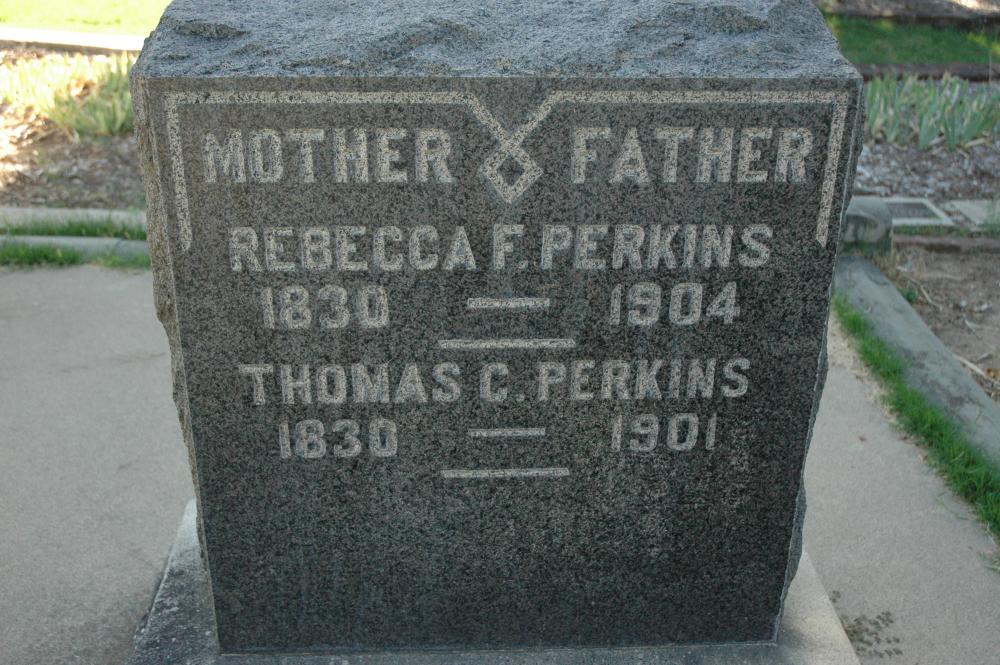 MOTHER FATHER
REBECCA F. PERKINS
1830 — 1904
THOMAS C. PERKINS
1830 — 1901